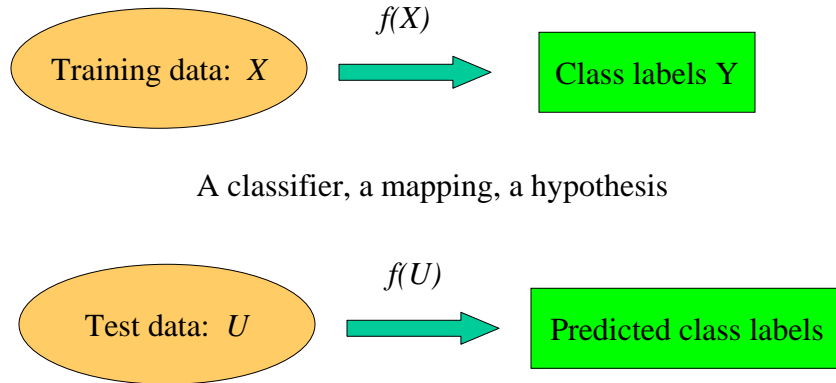 f(X)
Training data: X
Class labels Y
A classifier, a mapping, a hypothesis
f(U)
Test data: U
Predicted class labels